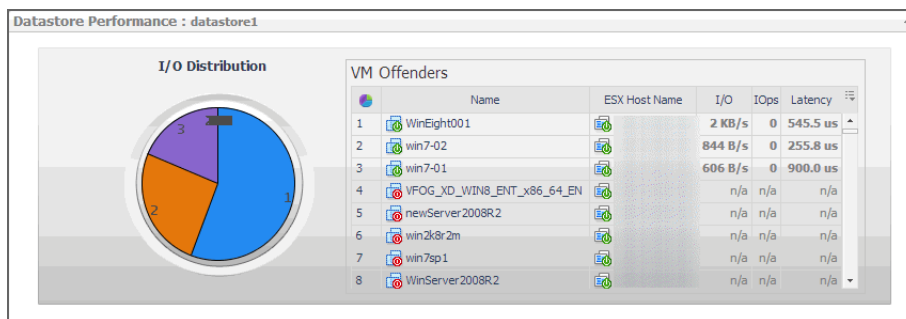 Datastore Performance : datastore1
I/O Distribution
3
1
2
VM Offenders
Name ESX Host Name I/O IOps Latency
1 WinEight001 2 KB/s 0 545.5 us
2 win7-02 844 B/s 0 255.8 us
3 win7-01 606 B/s 0 900.0 us
4 VFOG_XD_WIN8_ENT_x86_64_EN n/a n/a n/a
5 newServer2008R2 n/a n/a n/a
6 win2k8r2m n/a n/a n/a
7 win7sp1 n/a n/a n/a
8 WinServer2008R2 n/a n/a n/a